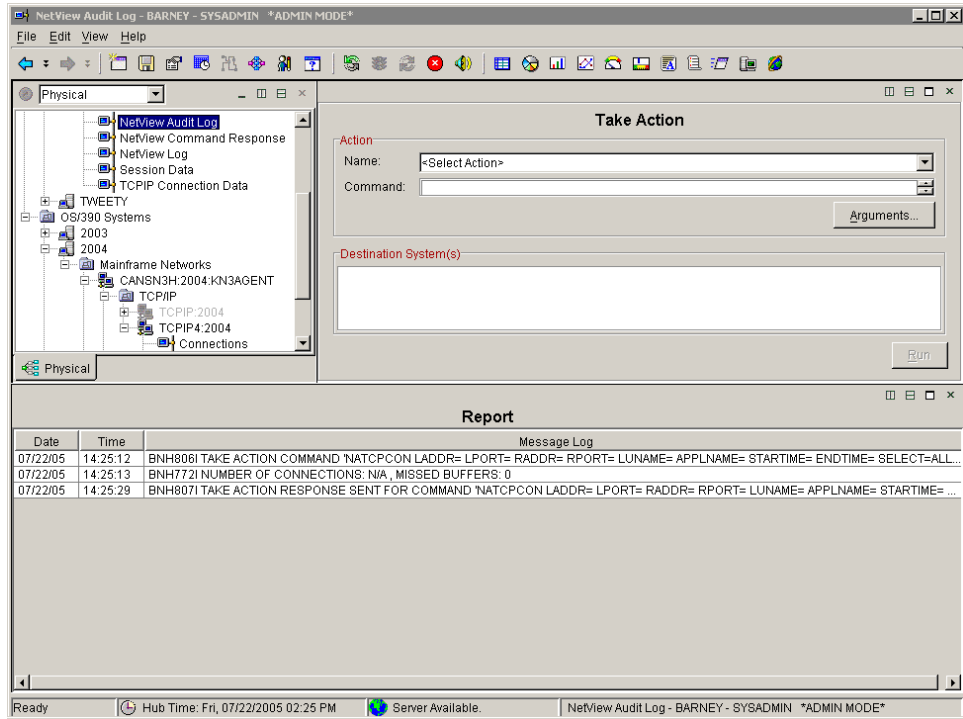 NetView Audit Log - BARNEY - SYSADMIN *ADMIN MODE*
File Edit View Help
Physical
NetView Audit Log
NetView Command Response
NetView Log
Session Data
TCPIP Connection Data
TWEETY
OS/390 Systems
2003
2004
Mainframe Networks
CANSN3H:2004:KN3AGENT
TCP/IP
TCPIP:2004
TCPIP4:2004
Connections
Physical
Take Action
Action
Name: <Select Action>
Command:
Arguments...
Destination System(s)
Run
Report
Date Time Message Log
07/22/05 14:25:12 BNH806I TAKE ACTION COMMAND 'NATCPCON LADDR= LPORT= RADDR= RPORT= LUNAME= APPLNAME= STARTIME= ENDTIME= SELECT=ALL...
07/22/05 14:25:13 BNH772I NUMBER OF CONNECTIONS: N/A , MISSED BUFFERS: 0
07/22/05 14:25:29 BNH807I TAKE ACTION RESPONSE SENT FOR COMMAND 'NATCPCON LADDR= LPORT= RADDR= RPORT= LUNAME= APPLNAME= STARTIME= ...
Ready Hub Time: Fri, 07/22/2005 02:25 PM Server Available. NetView Audit Log - BARNEY - SYSADMIN *ADMIN MODE*